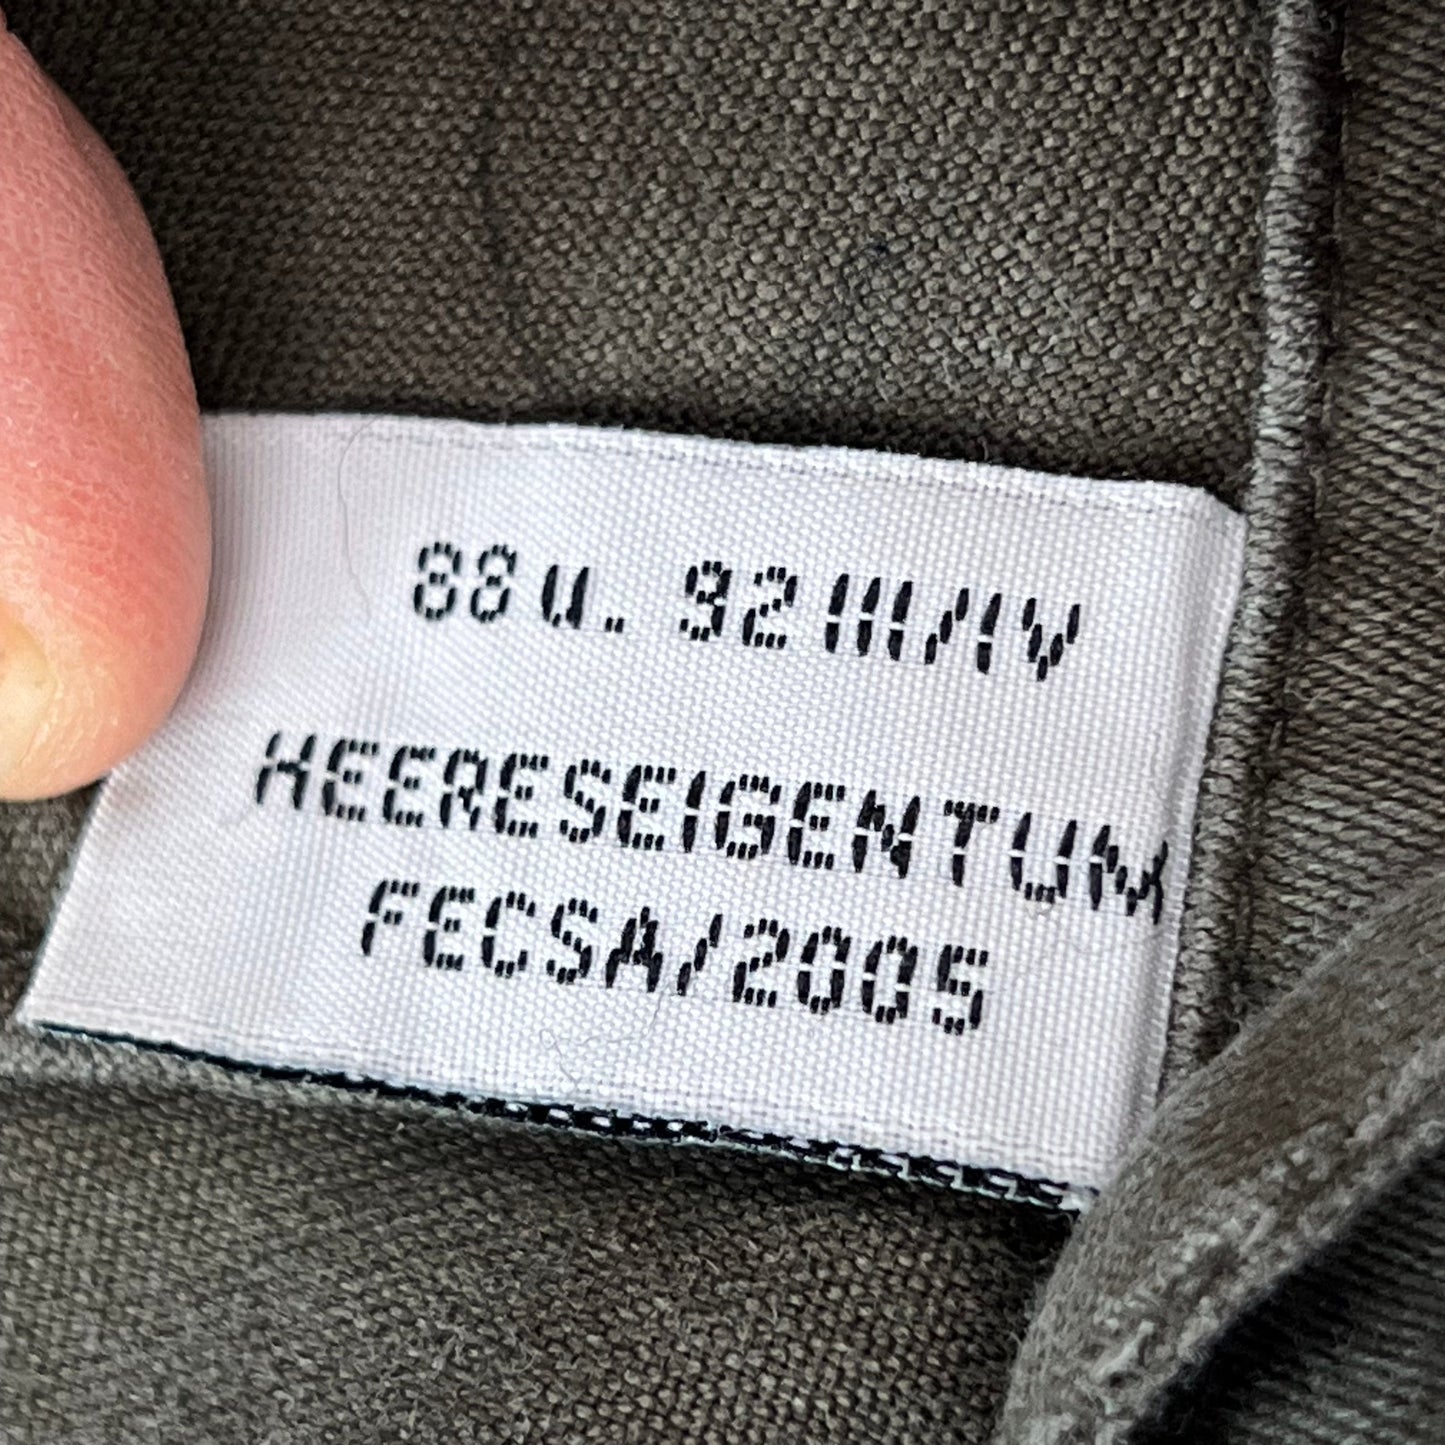 88 u. 92 III/IV
HEERESEIGENTUM
FECSA/2005